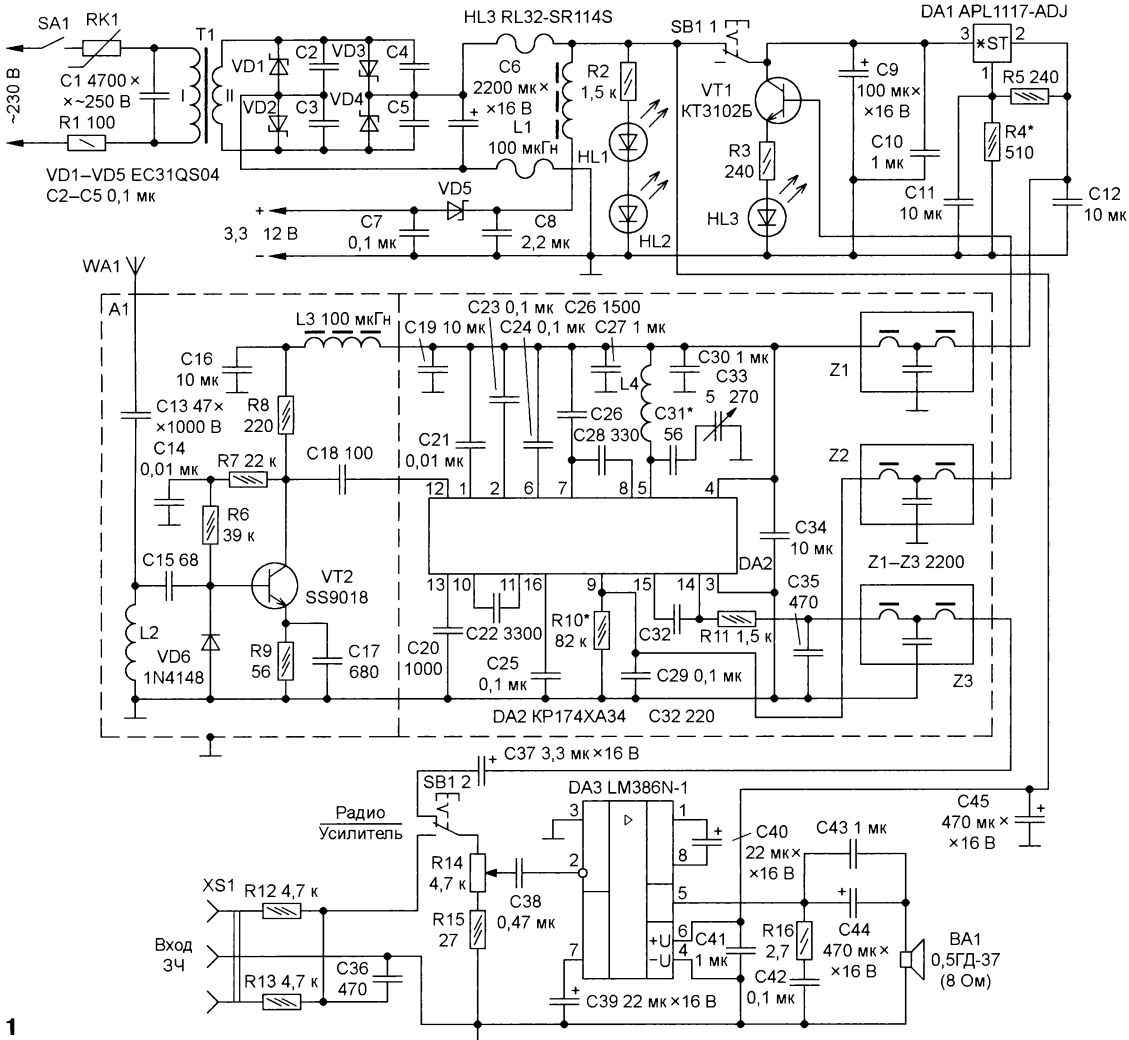 SA1
RK1
~230 В
С1 4700 ×
×~250 В
R1 100
T1
I
II
VD1
VD2
C2
C3
VD3
VD4
C4
C5
VD1–VD5 EC31QS04
C2–C5 0,1 мк
HL3 RL32-SR114S
C6
2200 мк ×
×16 В
L1
100 мкГн
R2
1,5 к
HL1
HL2
SB1 1
VT1
КТ3102Б
R3
240
HL3
+ C9
100 мк×
×16 В
C10
1 мк
DA1 APL1117-ADJ
3
*ST
2
1
R5 240
R4*
510
C11
10 мк
C12
10 мк
+
3,3 12 В
–
C7
0,1 мк
VD5
C8
2,2 мк
WA1
A1
L3 100 мкГн
C16
10 мк
C13 47×
×1000 В
C14
0,01 мк
R8
220
R7 22 к
R6
39 к
C18 100
C15 68
VT2
SS9018
L2
VD6
1N4148
R9
56
C17
680
C19 10 мк
C23 0,1 мк
C24 0,1 мк
C26 1500
C27 1 мк
C30 1 мк
L4
C33
5 270
C31*
56
C21
0,01 мк
C26
C28 330
12
1
2
6
7
8
5
4
DA2
13
10
11
16
9
15
14
3
C22 3300
C20
1000
C25
0,1 мк
R10*
82 к
C32
R11 1,5 к
C29 0,1 мк
C34
10 мк
C35
470
DA2 КР174ХА34
C32 220
Z1
Z2
Z1–Z3 2200
Z3
C37 3,3 мк ×16 В
+
SB1 2
Радио
Усилитель
R14
4,7 к
C38
0,47 мк
R15
27
XS1
R12 4,7 к
Вход
ЗЧ
R13 4,7 к
C36
470
DA3 LM386N-1
3
2
7
1
8
5
6
4
+U
–U
+ C39 22 мк ×16 В
+ C40
22 мк×
×16 В
C41
1 мк
C43 1 мк
+
C44
470 мк×
×16 В
R16
2,7
C42
0,1 мк
C45
470 мк ×
×16 В
+
BA1
0,5ГД-37
(8 Ом)
1